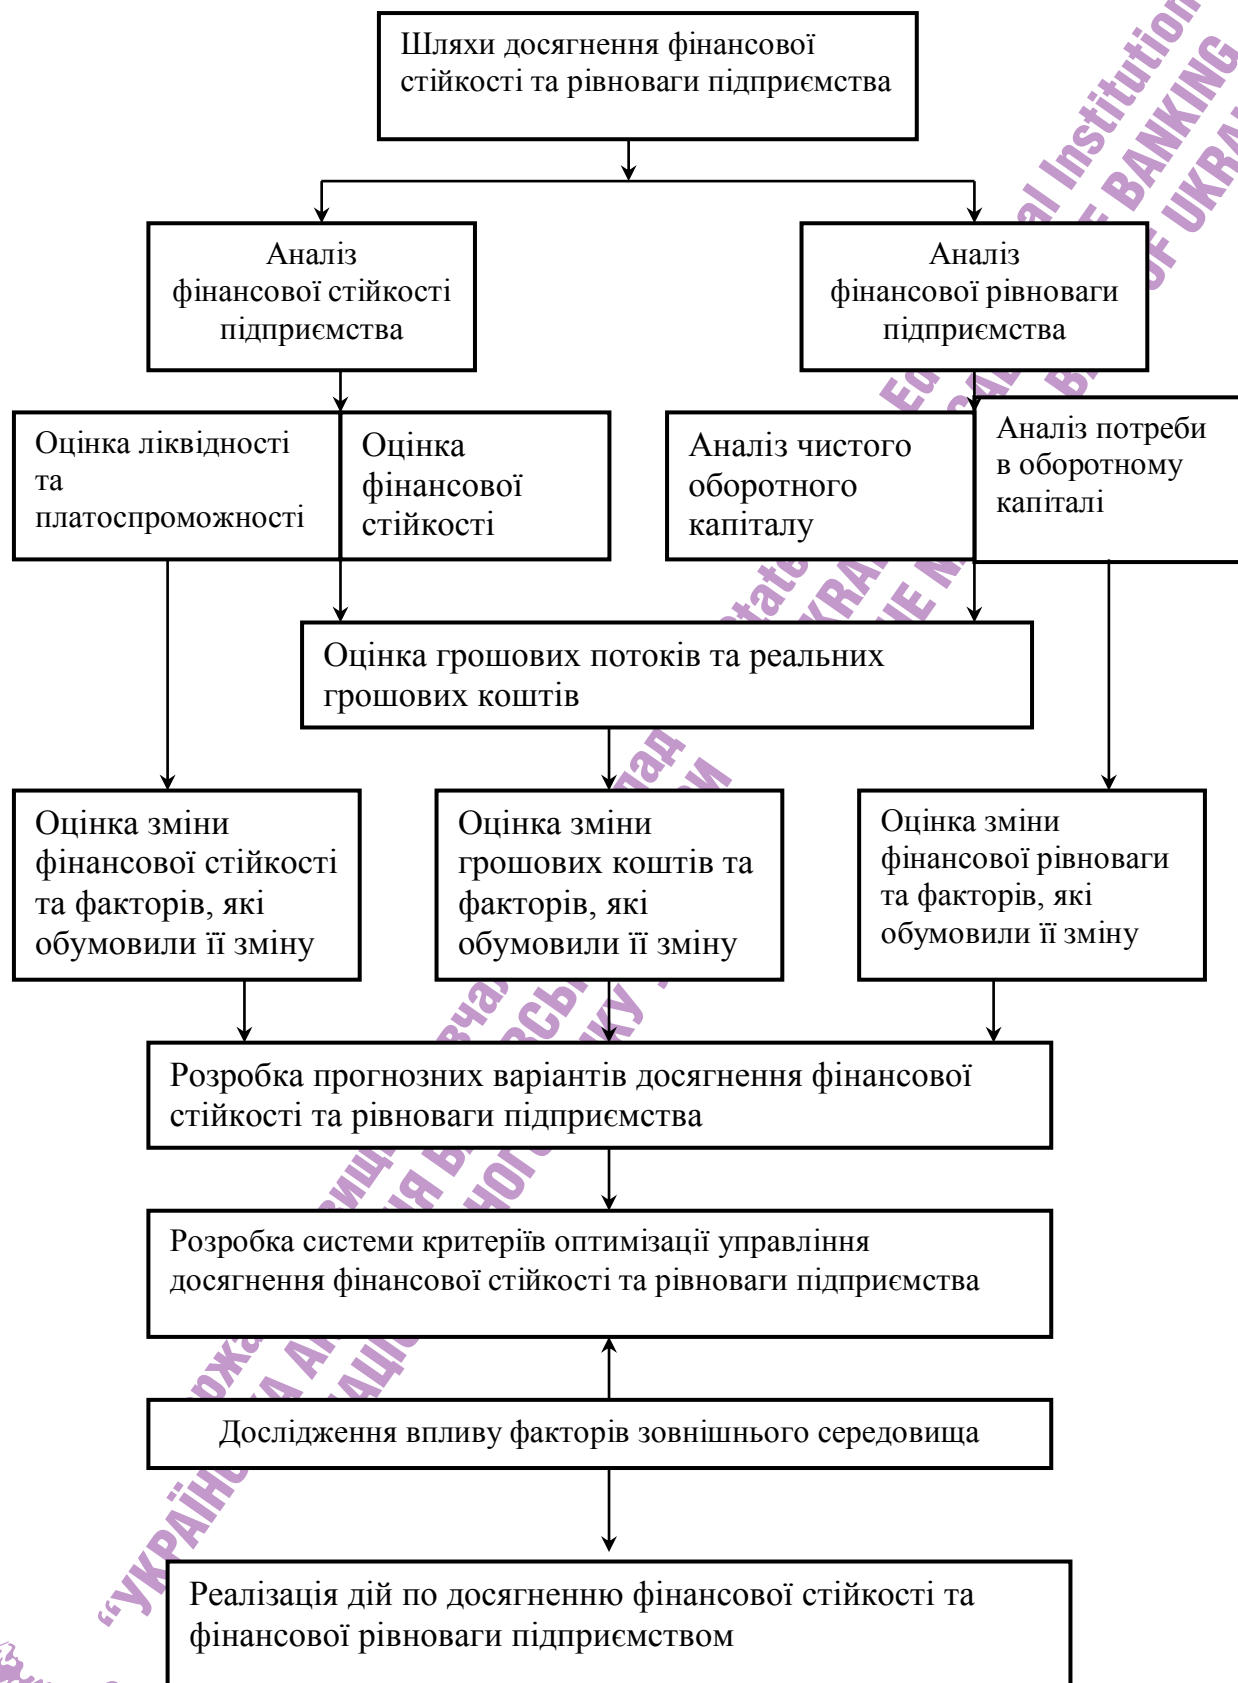 Шляхи досягнення фінансової
стійкості та рівноваги підприємства
Аналіз
фінансової стійкості
підприємства
Аналіз
фінансової рівноваги
підприємства
Оцінка ліквідності
та
платоспроможності
Оцінка
фінансової
стійкості
Аналіз чистого
оборотного
капіталу
Аналіз потреби
в оборотному
капіталі
Оцінка грошових потоків та реальних
грошових коштів
Оцінка зміни
фінансової стійкості
та факторів, які
обумовили її зміну
Оцінка зміни
грошових коштів та
факторів, які
обумовили її зміну
Оцінка зміни
фінансової рівноваги
та факторів, які
обумовили її зміну
Розробка прогнозних варіантів досягнення фінансової
стійкості та рівноваги підприємства
Розробка системи критеріїв оптимізації управління
досягнення фінансової стійкості та рівноваги підприємства
Дослідження впливу факторів зовнішнього середовища
Реалізація дій по досягненню фінансової стійкості та
фінансової рівноваги підприємством
Institution
BANKING
OF